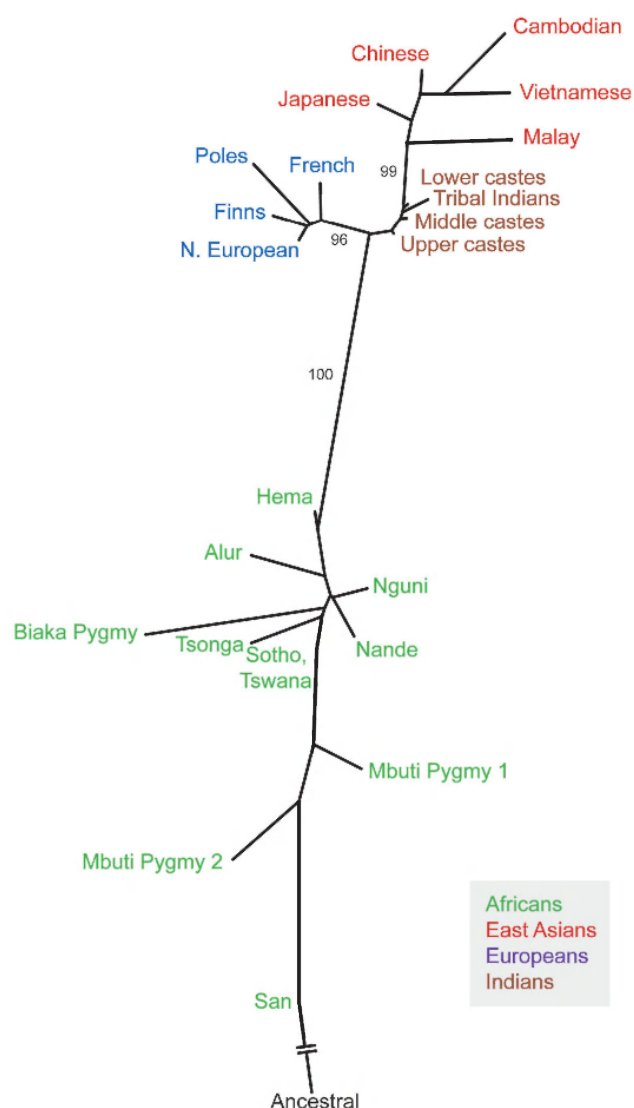 Cambodian
Chinese
Japanese
Vietnamese
Malay
Poles
French
99
Lower castes
Tribal Indians
Finns
Middle castes
N. European
96
Upper castes
100
Hema
Alur
Nguni
Biaka Pygmy
Tsonga
Sotho,
Tswana
Nande
Mbuti Pygmy 1
Mbuti Pygmy 2
Africans
East Asians
Europeans
Indians
San
Ancestral